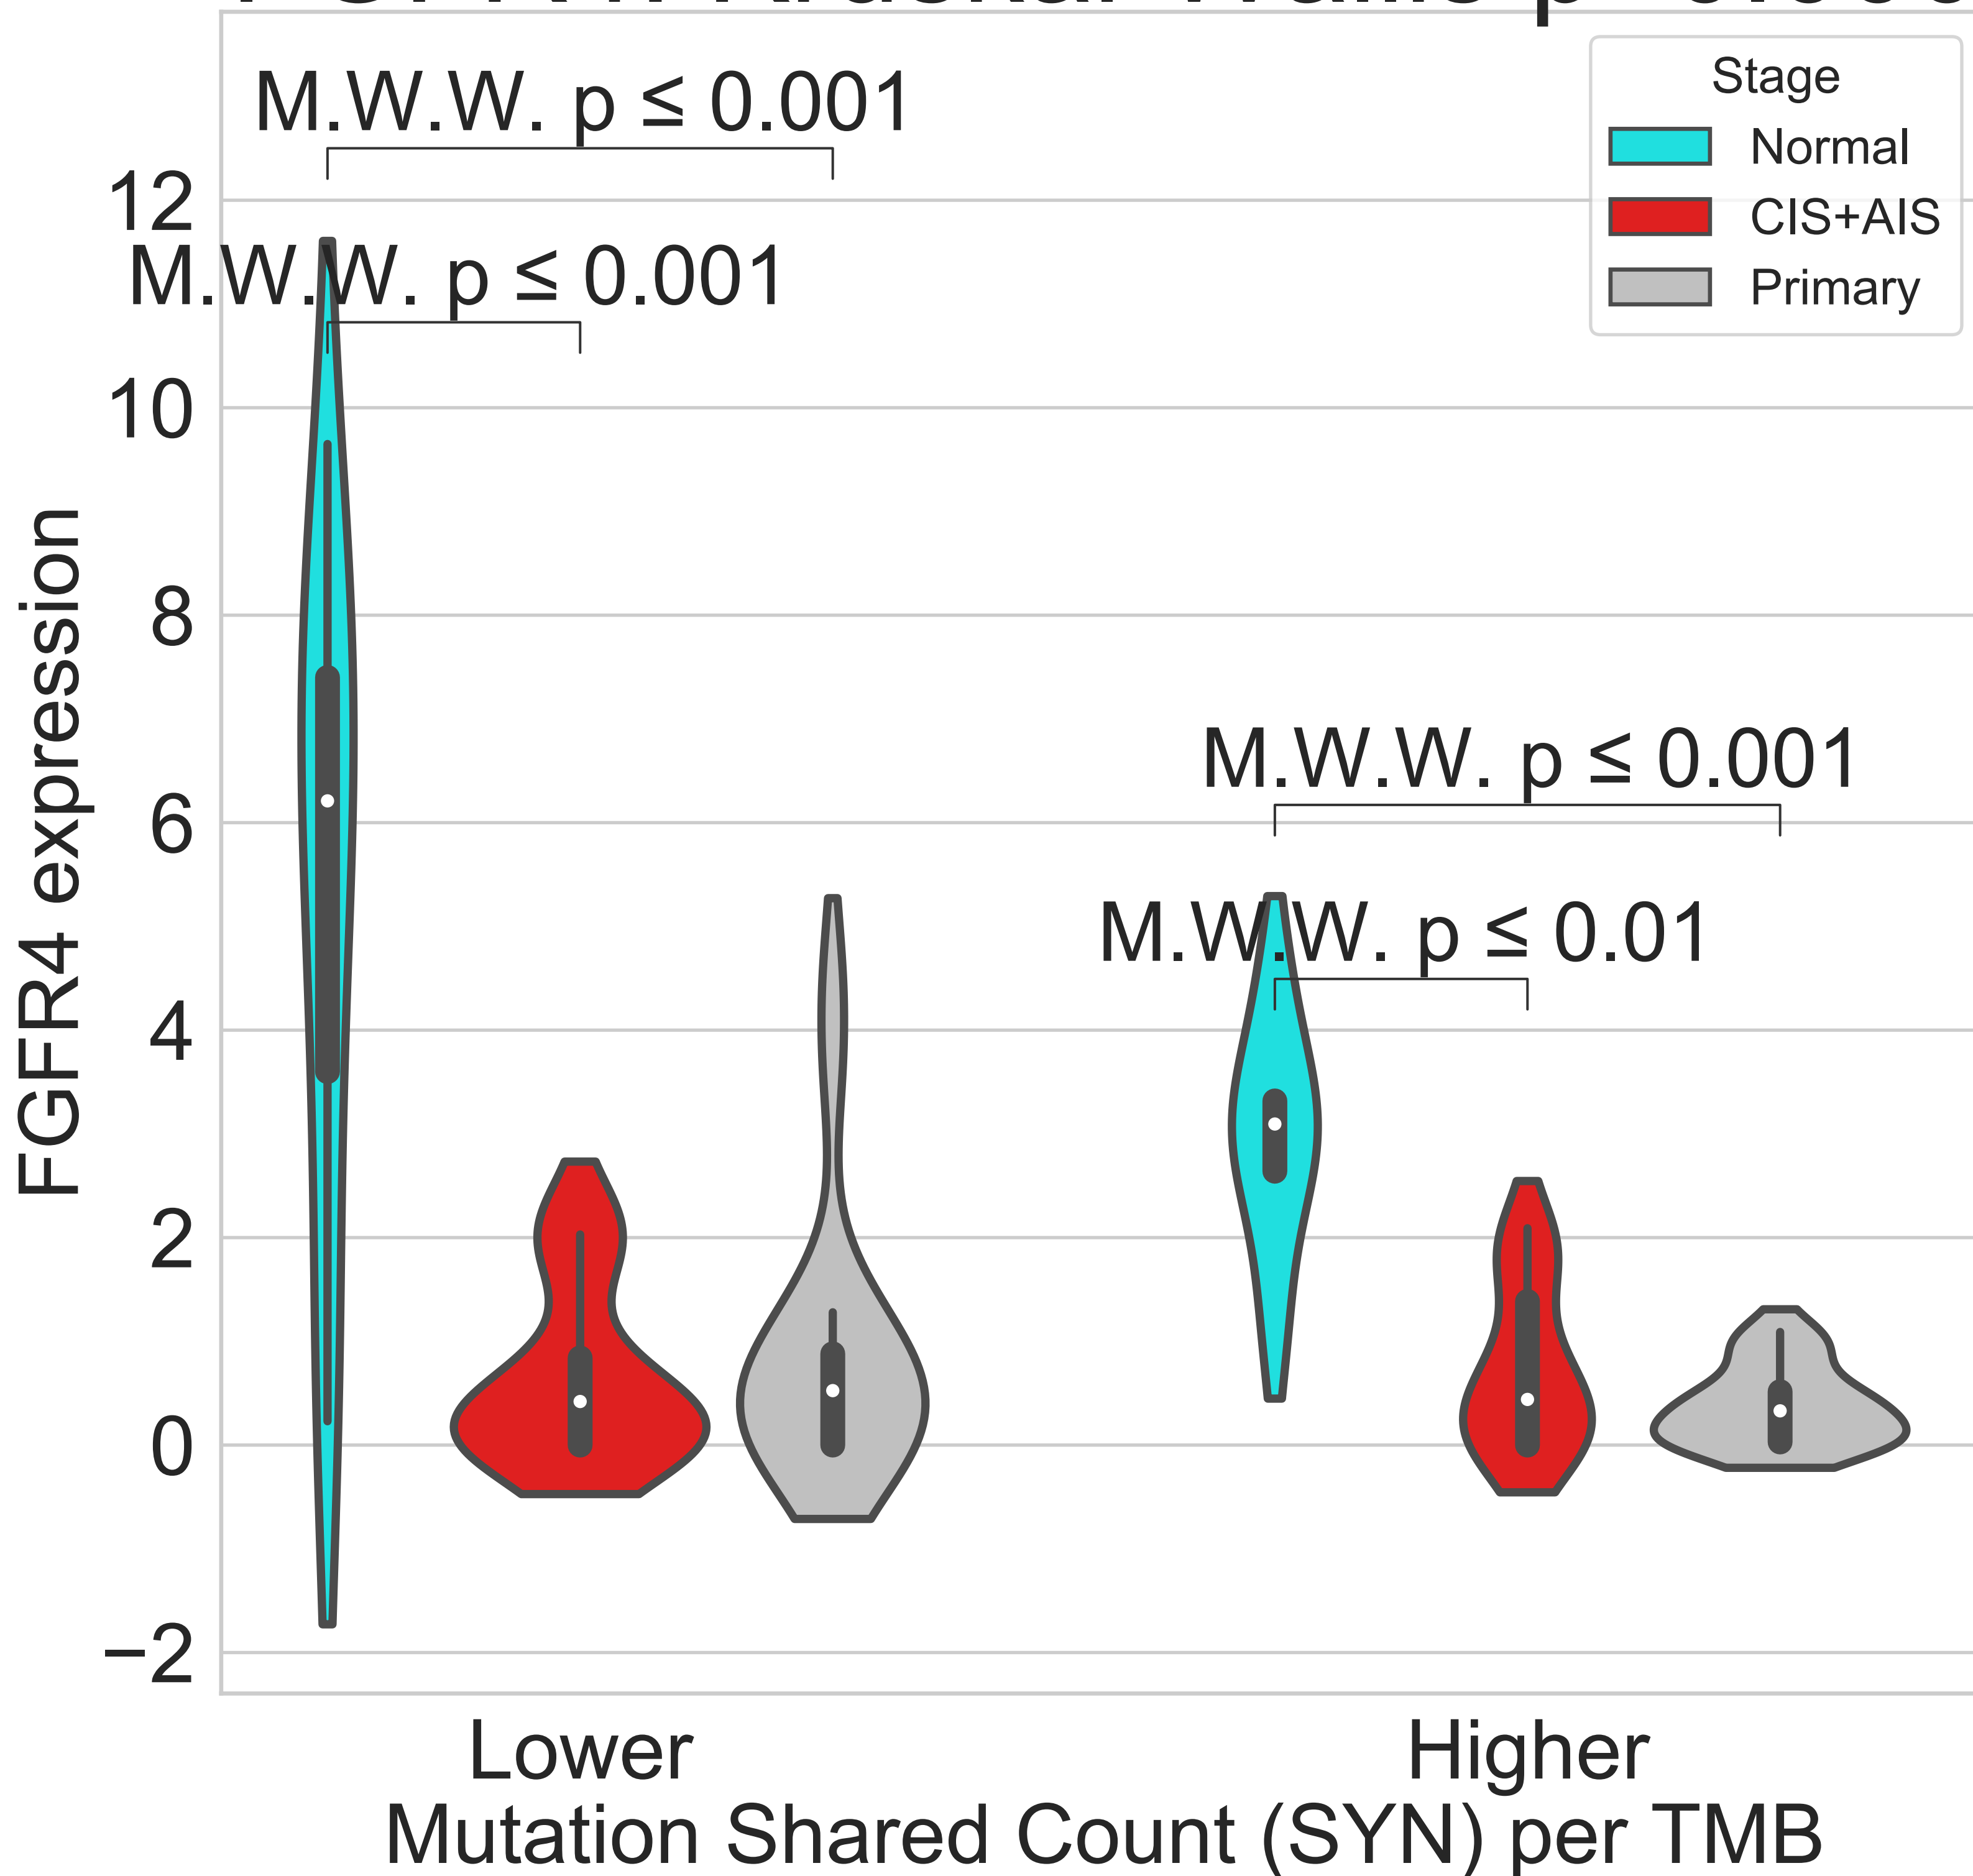 M.W.W. p ≤ 0.001
Stage
Normal
CIS+AIS
Primary
M.W.W. p ≤ 0.001
M.W.W. p ≤ 0.001
M.W.W. p ≤ 0.01
12
10
8
6
4
2
0
−2
FGFR4 expression
Lower
Higher
Mutation Shared Count (SYN) per TMB